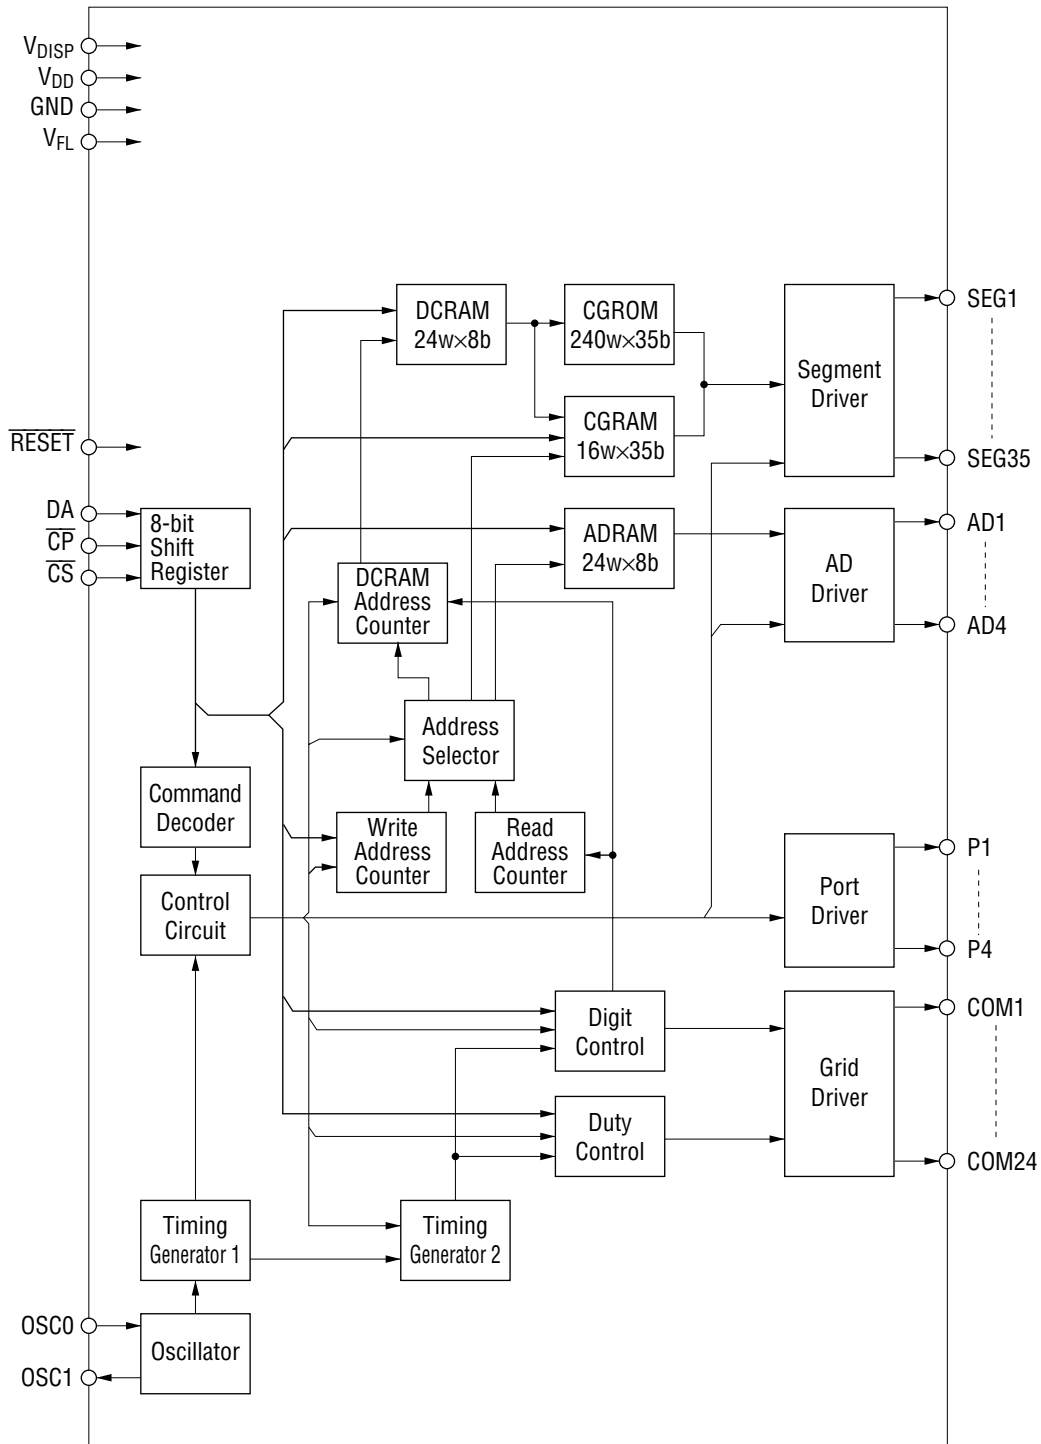 V_DISP
V_DD
GND
V_FL
RESET
DA
CP
CS
8-bit
Shift
Register
DCRAM
24w×8b
CGROM
240w×35b
CGRAM
16w×35b
Segment
Driver
SEG1
SEG35
ADRAM
24w×8b
AD
Driver
AD1
AD4
DCRAM
Address
Counter
Address
Selector
Command
Decoder
Write
Address
Counter
Read
Address
Counter
Control
Circuit
Port
Driver
P1
P4
Digit
Control
Duty
Control
Grid
Driver
COM1
COM24
Timing
Generator 1
Timing
Generator 2
OSC0
OSC1
Oscillator